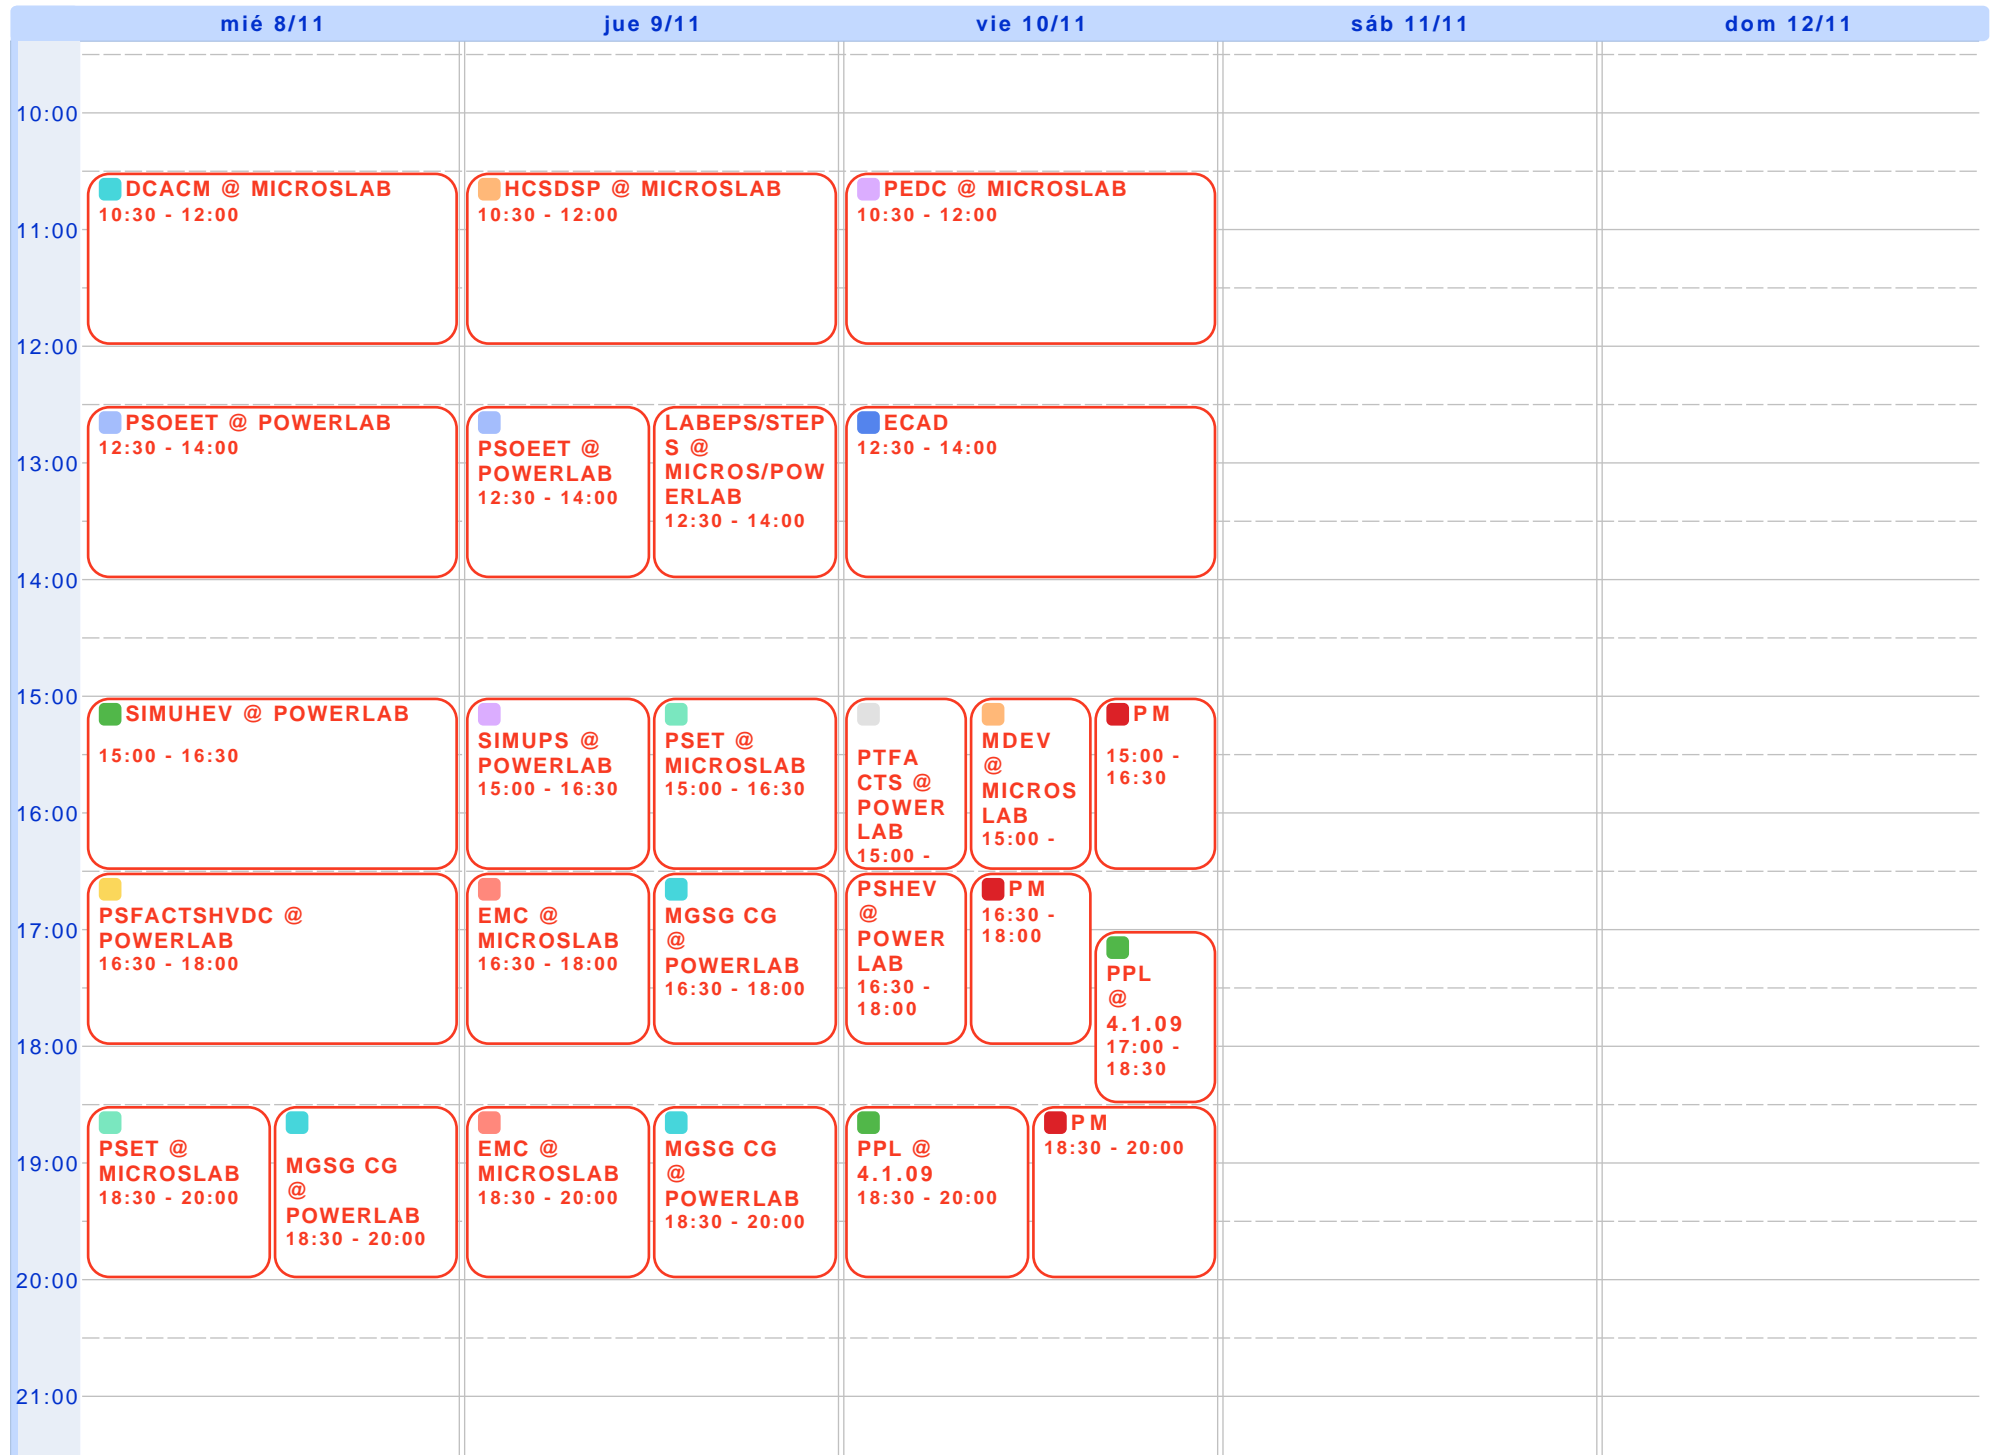 mié 8/11
jue 9/11
vie 10/11
sáb 11/11
dom 12/11
10:00
DCACM @ MICROSLAB
10:30 - 12:00
HCSDSP @ MICROSLAB
10:30 - 12:00
PEDC @ MICROSLAB
10:30 - 12:00
11:00
12:00
PSOEET @ POWERLAB
12:30 - 14:00
PSOEET @
POWERLAB
12:30 - 14:00
LABEPS/STEP
S @
MICROS/POW
ERLAB
12:30 - 14:00
ECAD
12:30 - 14:00
13:00
14:00
15:00
SIMUHEV @ POWERLAB
15:00 - 16:30
SIMUPS @
POWERLAB
15:00 - 16:30
PSET @
MICROSLAB
15:00 - 16:30
PTFA
CTS @
POWER
LAB
15:00 -
MDEV
@
MICROS
LAB
15:00 -
PM
15:00 -
16:30
16:00
PSFACTSHVDC @
POWERLAB
16:30 - 18:00
EMC @
MICROSLAB
16:30 - 18:00
MGSG CG
@
POWERLAB
16:30 - 18:00
PSHEV
@
POWER
LAB
16:30 -
18:00
PM
16:30 -
18:00
17:00
PPL
@
4.1.09
17:00 -
18:30
18:00
PSET @
MICROSLAB
18:30 - 20:00
MGSG CG
@
POWERLAB
18:30 - 20:00
EMC @
MICROSLAB
18:30 - 20:00
MGSG CG
@
POWERLAB
18:30 - 20:00
PPL @
4.1.09
18:30 - 20:00
PM
18:30 - 20:00
19:00
20:00
21:00